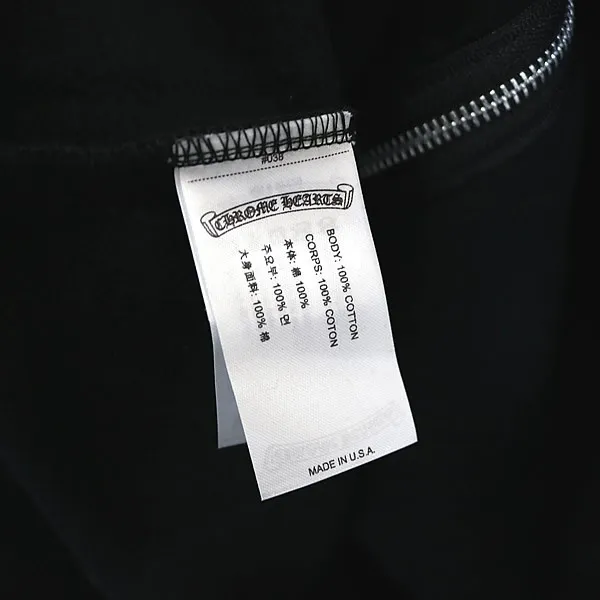 #038
CHROME HEARTS
BODY: 100% COTTON
CORPS: 100% COTON
本体: 綿 100%
주요부: 100% 면
大身面料: 100% 棉
MADE IN U.S.A.